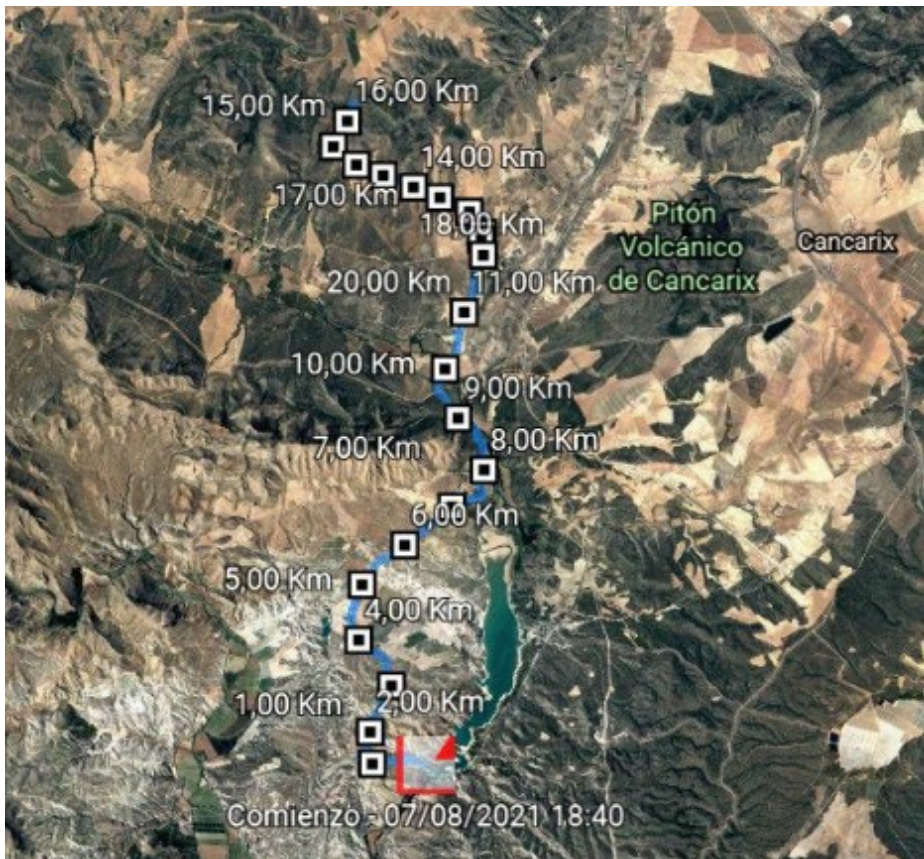 16,00 Km
15,00 Km
14,00 Km
17,00 Km
18,00 Km
Pitón
Volcánico
de Cancarix
Cancarix
20,00 Km
11,00 Km
10,00 Km
9,00 Km
7,00 Km
8,00 Km
6,00 Km
5,00 Km
4,00 Km
1,00 Km
2,00 Km
Comienzo - 07/08/2021 18:40